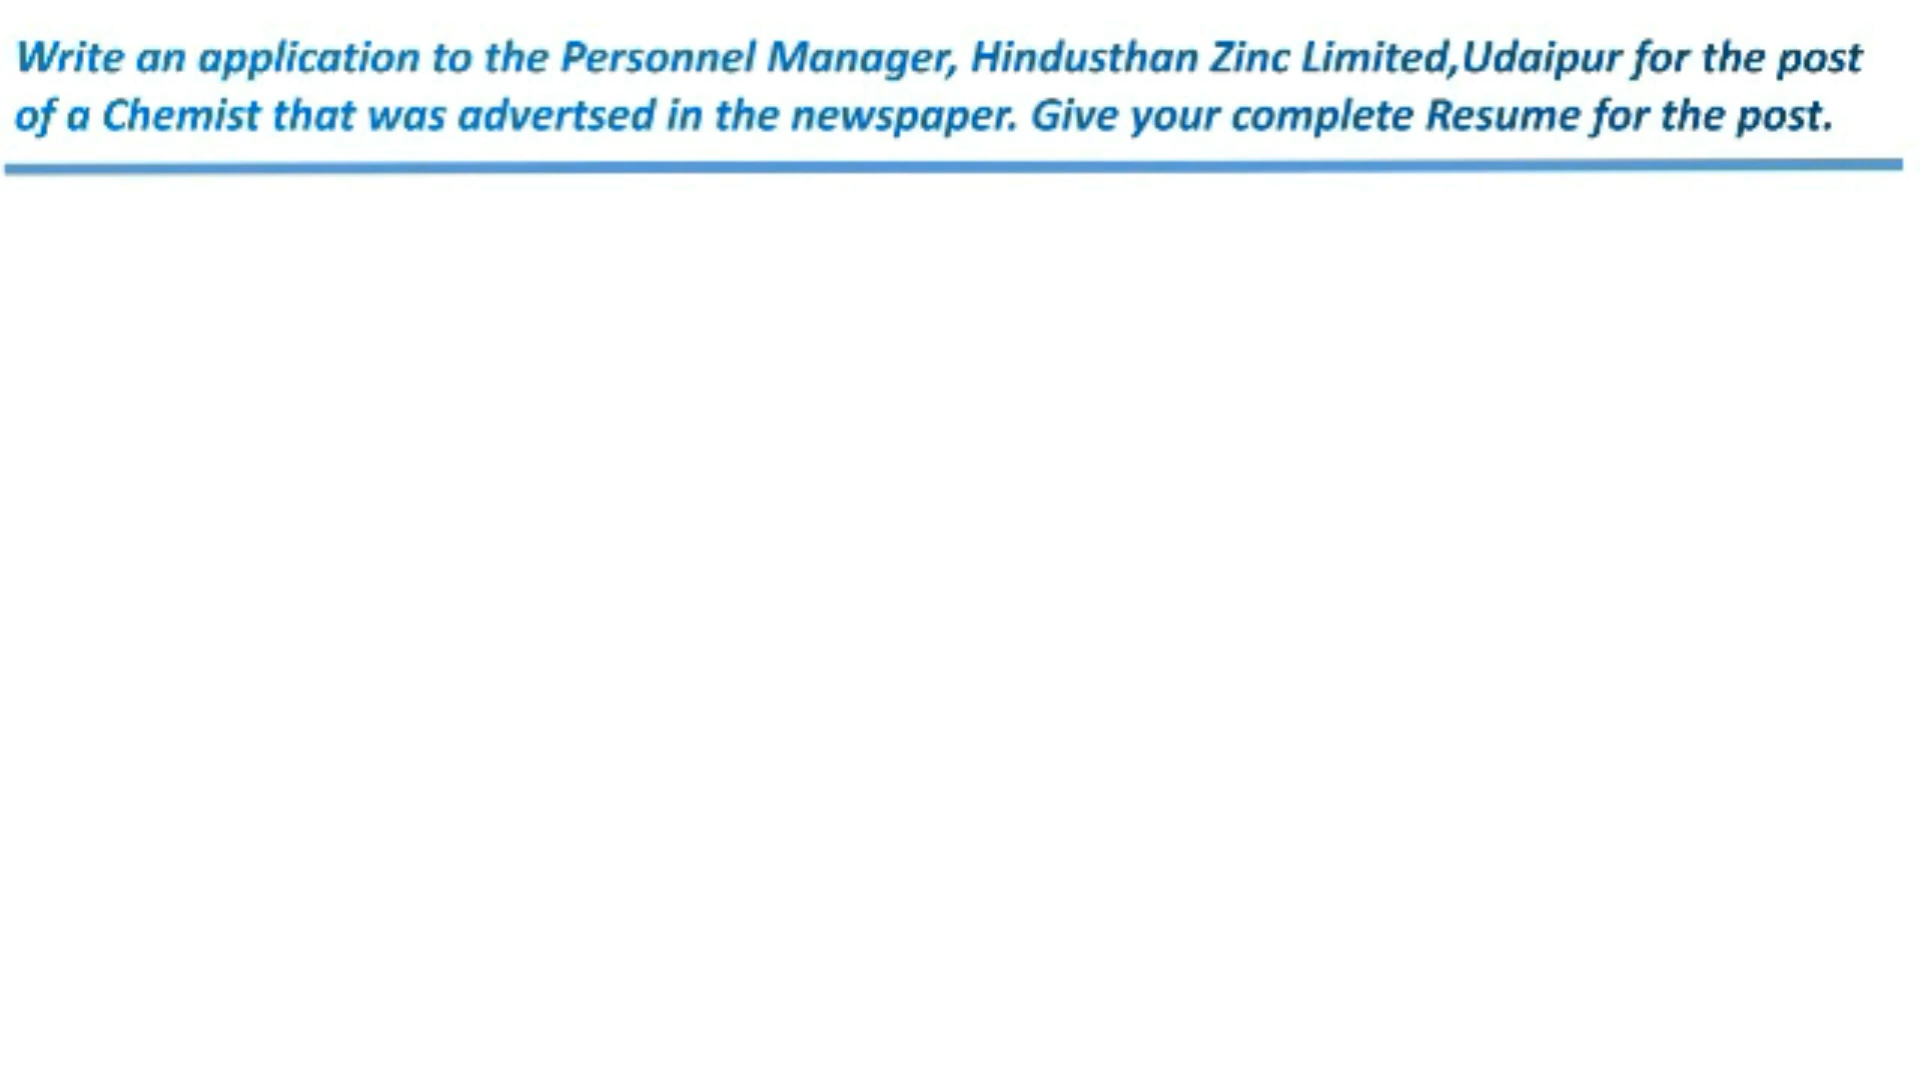 Write an application to the Personnel Manager, Hindusthan Zinc Limited,Udaipur for the post
of a Chemist that was advertsed in the newspaper. Give your complete Resume for the post.